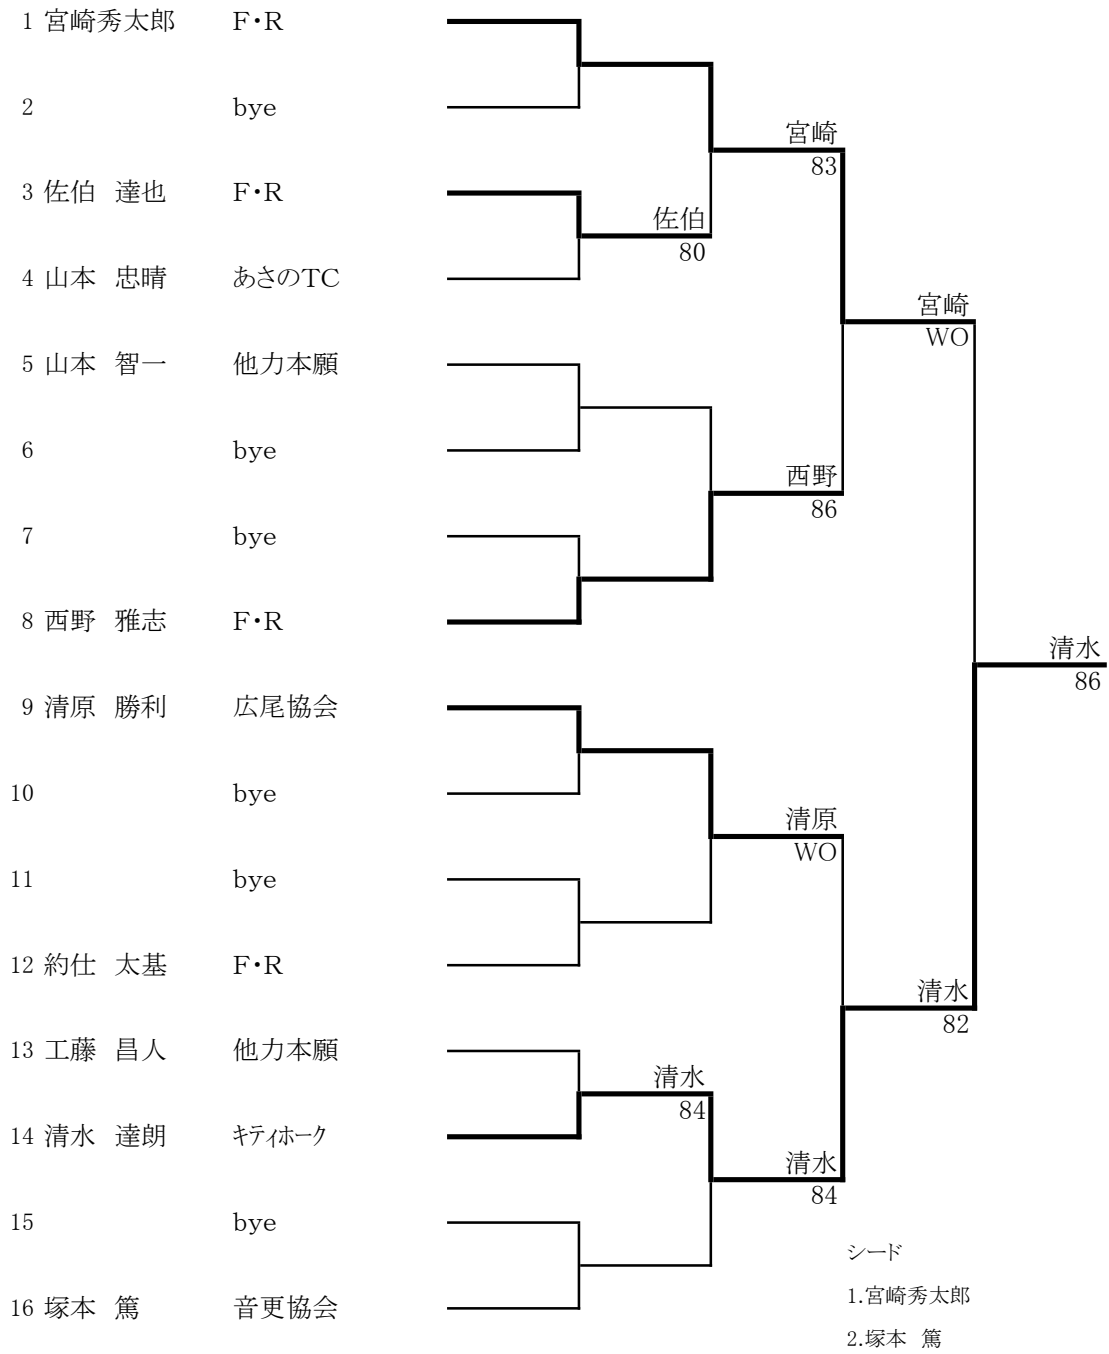 1 宮崎秀太郎 F・R
2 bye
宮崎
83
3 佐伯 達也 F・R
佐伯
80
4 山本 忠晴 あさのTC
宮崎
WO
5 山本 智一 他力本願
6 bye
西野
86
7 bye
8 西野 雅志 F・R
清水
86
9 清原 勝利 広尾協会
10 bye
清原
WO
11 bye
12 約仕 太基 F・R
清水
82
13 工藤 昌人 他力本願
清水
84
14 清水 達朗 キティホーク
清水
84
15 bye
シード
16 塚本 篤 音更協会
1.宮崎秀太郎
2.塚本 篤